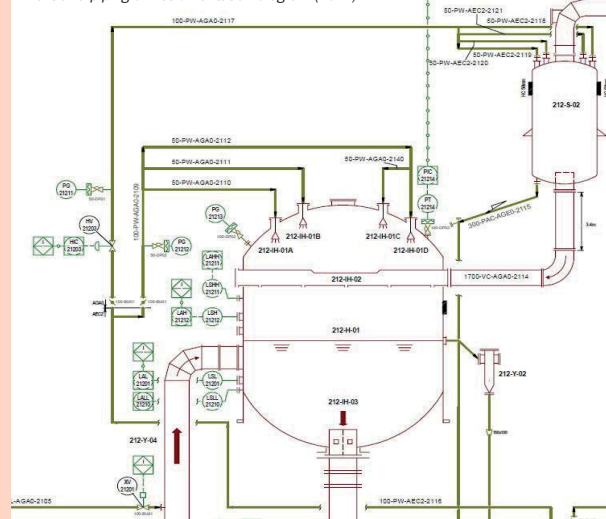 100-PW-AGA0-2117
50-PW-AEC2-2121
50-PW-AEC2-2118
50-PW-AEC2-2119
50-PW-AEC2-2120
212-S-02
50-PW-AGA0-2112
50-PW-AGA0-2111
50-PW-AGA0-2140
50-PW-AGA0-2110
100-PW-AGA0-2109
PIC
21214
PT
21214
PG
21211
PG
21213
HV
21203
HIC
21203
PG
21212
212-IH-01B
212-IH-01C
212-IH-01A
212-IH-01D
300-PAC-AGE0-2115
LAHH
21211
LSHH
21211
212-IH-02
1700-VC-AGA0-2114
LAH
21212
LSH
21212
AGA0
AEC2
212-H-01
LAL
21201
LSL
21201
LALL
21210
LSLL
21210
212-Y-02
212-IH-03
212-Y-04
XV
21201
-AGA0-2105
100-PW-AEC2-2116